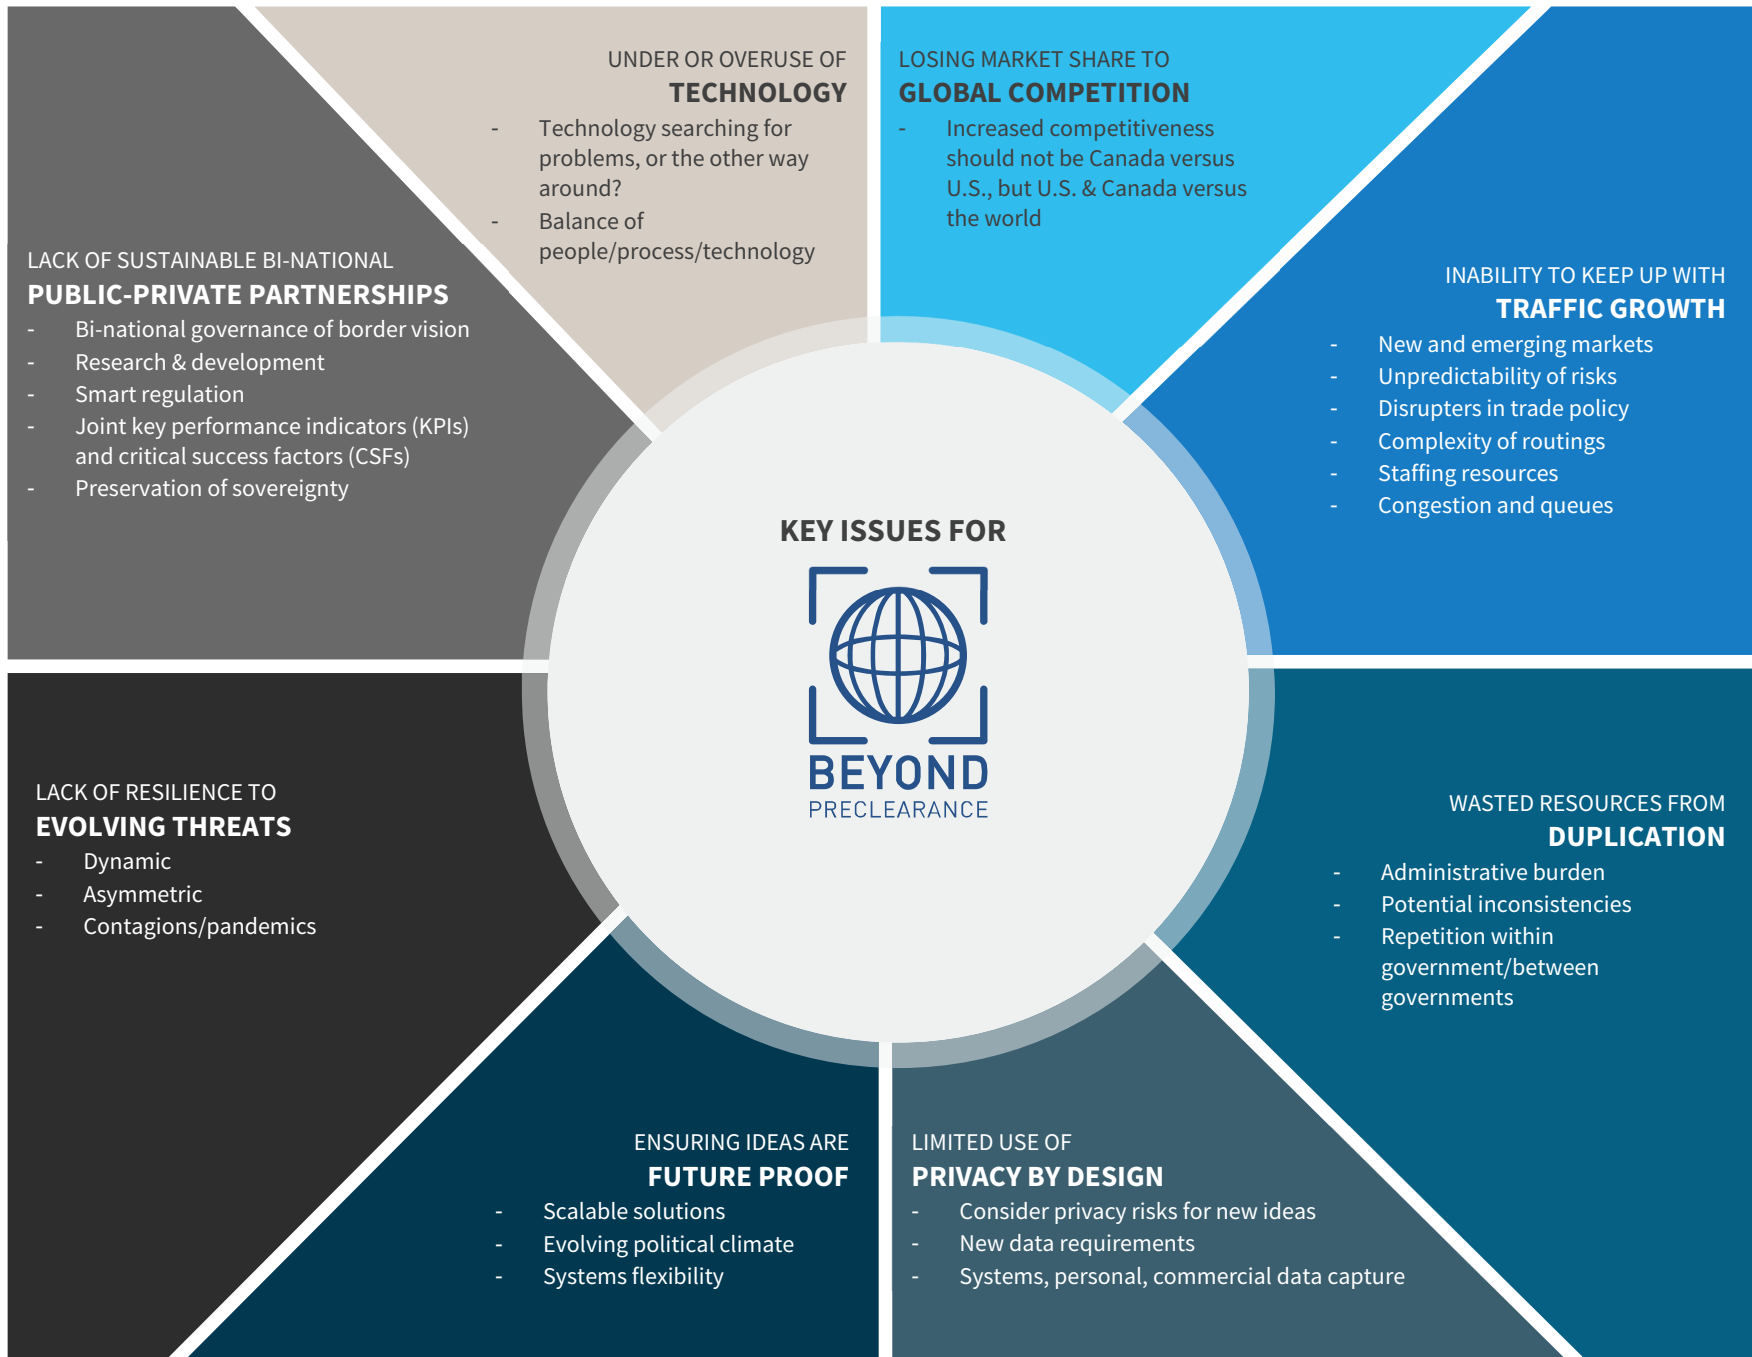 UNDER OR OVERUSE OF
TECHNOLOGY
- Technology searching for
problems, or the other way
around?
- Balance of
people/process/technology
LOSING MARKET SHARE TO
GLOBAL COMPETITION
- Increased competitiveness
should not be Canada versus
U.S., but U.S. & Canada versus
the world
LACK OF SUSTAINABLE BI-NATIONAL
PUBLIC-PRIVATE PARTNERSHIPS
- Bi-national governance of border vision
- Research & development
- Smart regulation
- Joint key performance indicators (KPIs)
and critical success factors (CSFs)
- Preservation of sovereignty
INABILITY TO KEEP UP WITH
TRAFFIC GROWTH
- New and emerging markets
- Unpredictability of risks
- Disrupters in trade policy
- Complexity of routings
- Staffing resources
- Congestion and queues
KEY ISSUES FOR
BEYOND
PRECLEARANCE
LACK OF RESILIENCE TO
EVOLVING THREATS
- Dynamic
- Asymmetric
- Contagions/pandemics
WASTED RESOURCES FROM
DUPLICATION
- Administrative burden
- Potential inconsistencies
- Repetition within
government/between
governments
ENSURING IDEAS ARE
FUTURE PROOF
- Scalable solutions
- Evolving political climate
- Systems flexibility
LIMITED USE OF
PRIVACY BY DESIGN
- Consider privacy risks for new ideas
- New data requirements
- Systems, personal, commercial data capture